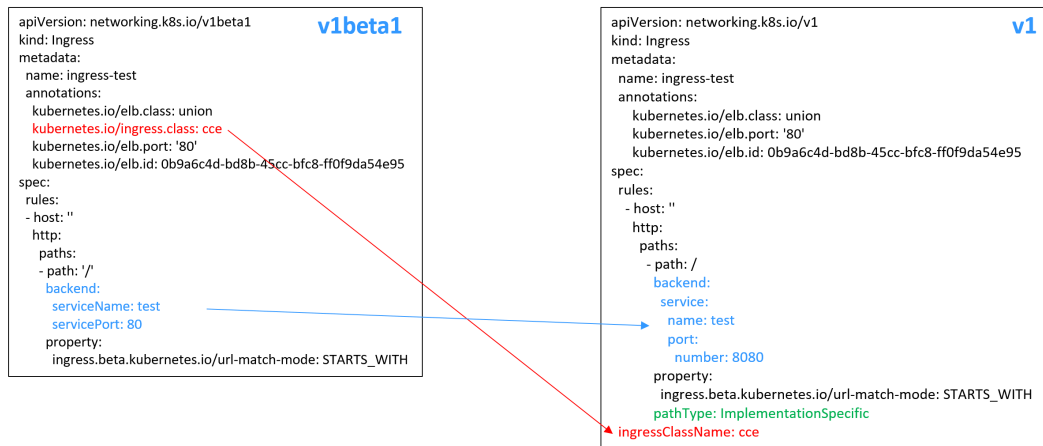 v1beta1
apiVersion: networking.k8s.io/v1beta1
kind: Ingress
metadata:
  name: ingress-test
  annotations:
    kubernetes.io/elb.class: union
    kubernetes.io/ingress.class: cce
    kubernetes.io/elb.port: '80'
    kubernetes.io/elb.id: 0b9a6c4d-bd8b-45cc-bfc8-ff0f9da54e95
spec:
  rules:
  - host: ''
    http:
      paths:
      - path: '/'
        backend:
          serviceName: test
          servicePort: 80
        property:
          ingress.beta.kubernetes.io/url-match-mode: STARTS_WITH
v1
apiVersion: networking.k8s.io/v1
kind: Ingress
metadata:
  name: ingress-test
  annotations:
    kubernetes.io/elb.class: union
    kubernetes.io/elb.port: '80'
    kubernetes.io/elb.id: 0b9a6c4d-bd8b-45cc-bfc8-ff0f9da54e95
spec:
  rules:
    - host: ''
      http:
        paths:
          - path: /
            backend:
              service:
                name: test
                port:
                  number: 8080
            property:
              ingress.beta.kubernetes.io/url-match-mode: STARTS_WITH
            pathType: ImplementationSpecific
  ingressClassName: cce